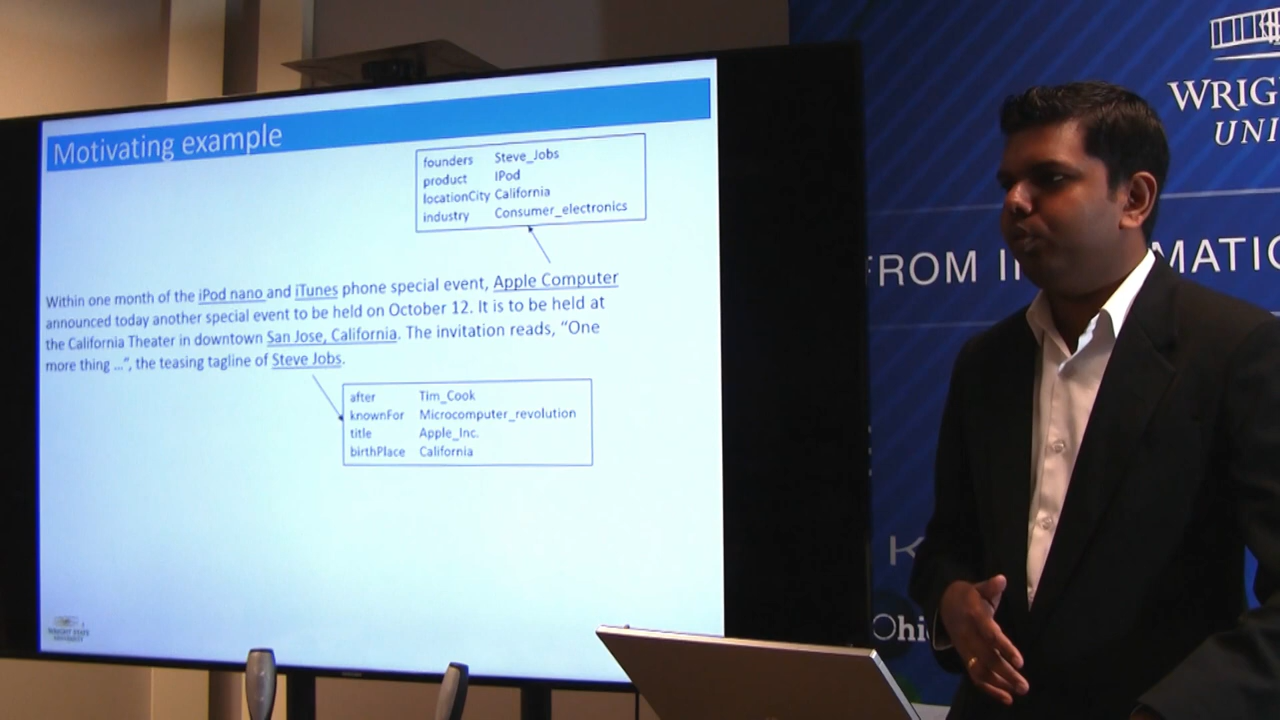 Motivating example
founders Steve_Jobs
product IPod
locationCity California
industry Consumer_electronics
Within one month of the iPod nano and iTunes phone special event, Apple Computer
announced today another special event to be held on October 12. It is to be held at
the California Theater in downtown San Jose, California. The invitation reads, “One
more thing ...”, the teasing tagline of Steve Jobs.
after Tim_Cook
knownFor Microcomputer_revolution
title Apple_Inc.
birthPlace California
WRIGHT STATE
UNIVERSITY
WRIG
UNI
FROM I MATIO
K
Ohi